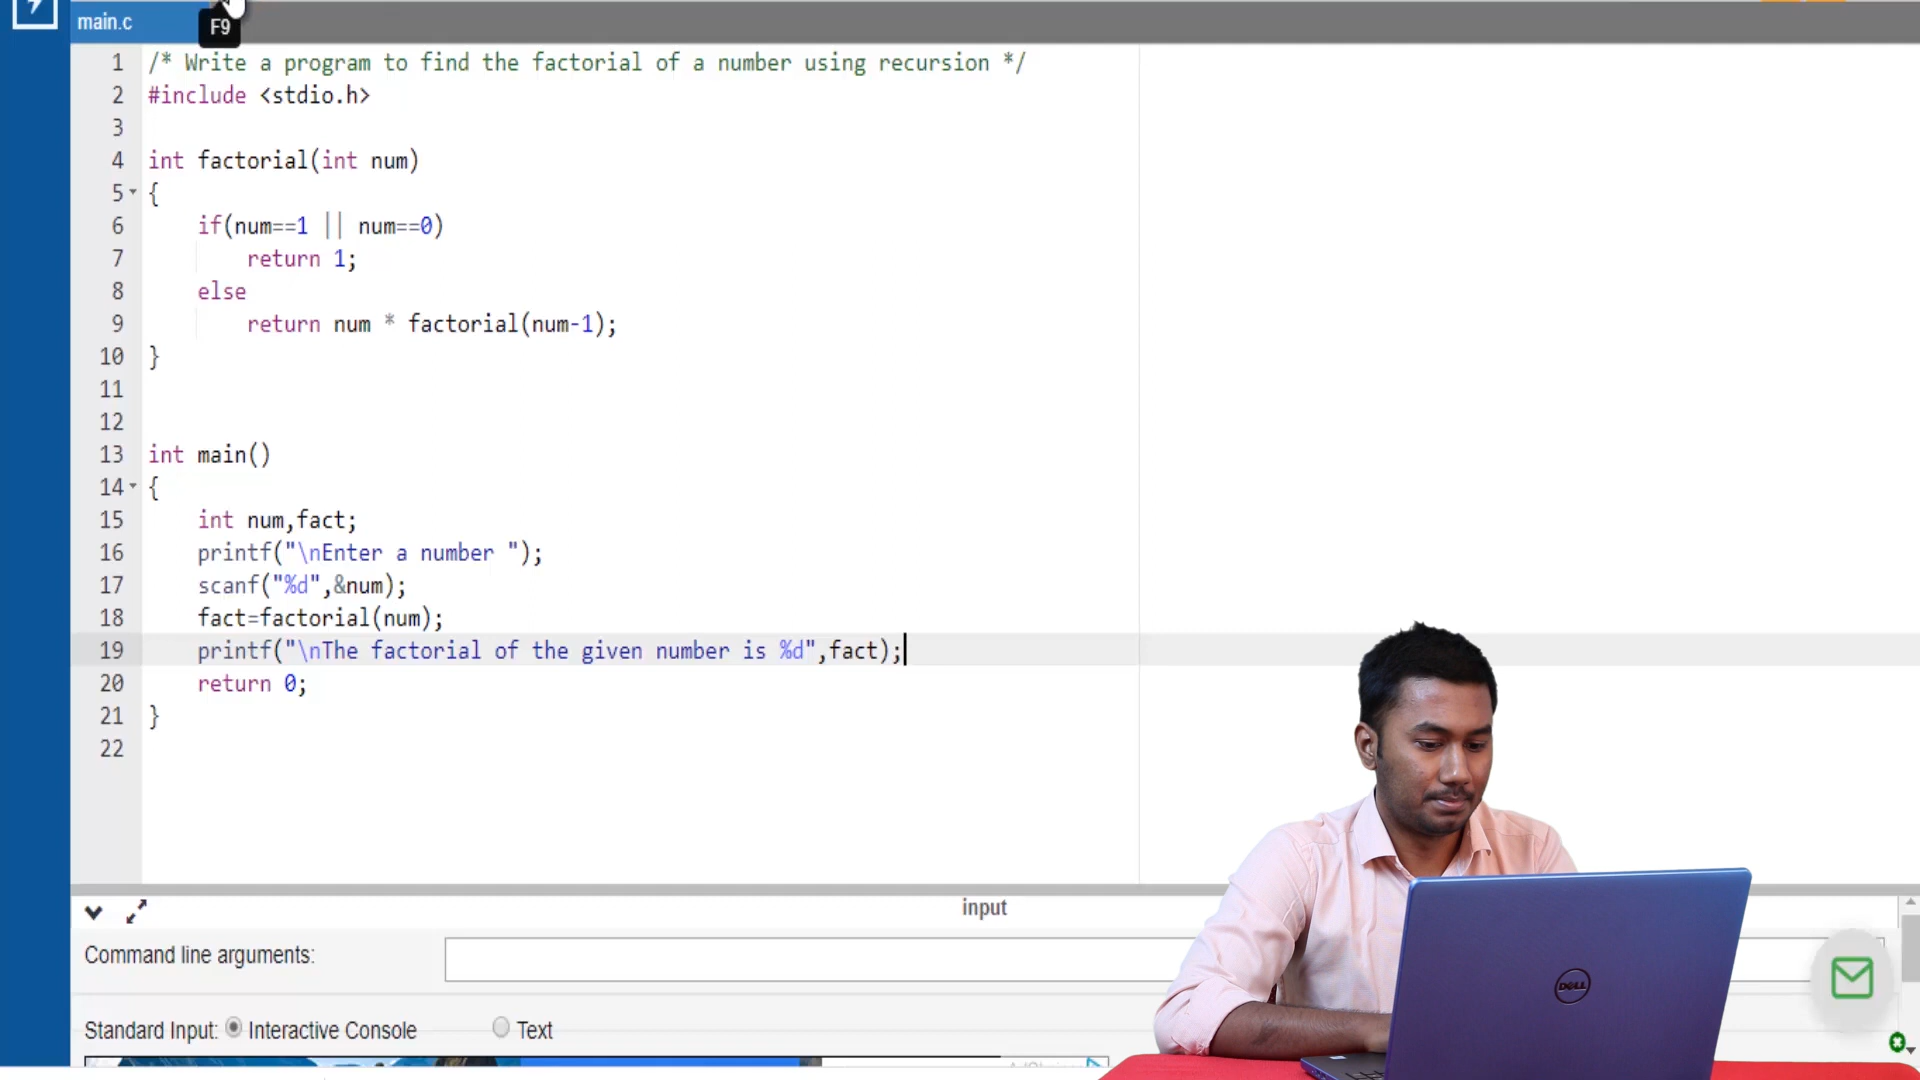 main.c
F9
1 /* Write a program to find the factorial of a number using recursion */
2 #include <stdio.h>
3
4 int factorial(int num)
5 {
6     if(num==1 || num==0)
7         return 1;
8     else
9         return num * factorial(num-1);
10 }
11
12
13 int main()
14 {
15     int num,fact;
16     printf("\nEnter a number ");
17     scanf("%d",&num);
18     fact=factorial(num);
19     printf("\nThe factorial of the given number is %d",fact);
20     return 0;
21 }
22
input
Command line arguments:
Standard Input: Interactive Console Text
DELL